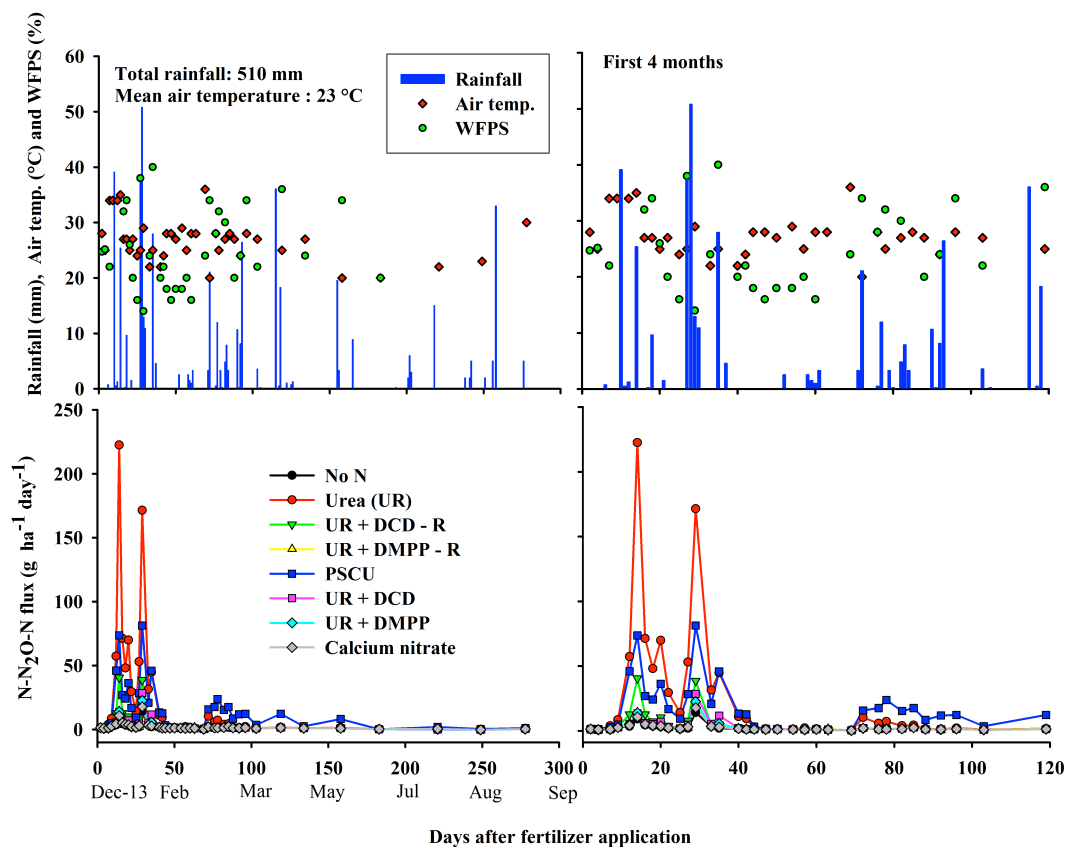 Rainfall (mm), Air temp. (°C) and WFPS (%)
60
50
40
30
20
10
0
Total rainfall: 510 mm
Mean air temperature : 23 °C
Rainfall
Air temp.
WFPS
First 4 months
N-N2O-N flux (g ha-1 day-1)
250
200
150
100
50
0
No N
Urea (UR)
UR + DCD - R
UR + DMPP - R
PSCU
UR + DCD
UR + DMPP
Calcium nitrate
0 50 100 150 200 250 300
Dec-13 Feb Mar May Jul Aug Sep
0 20 40 60 80 100 120
Days after fertilizer application